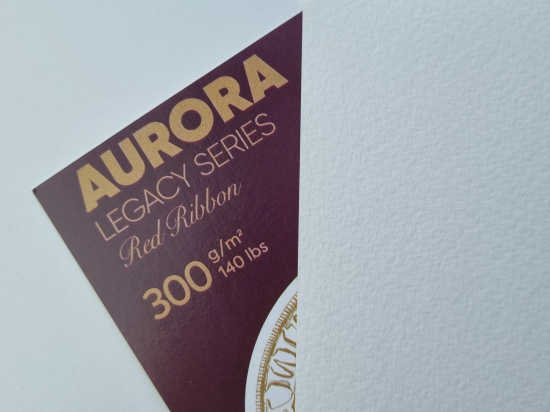 AURORA
LEGACY SERIES
Red Ribbon
300 g/m²
140 lbs